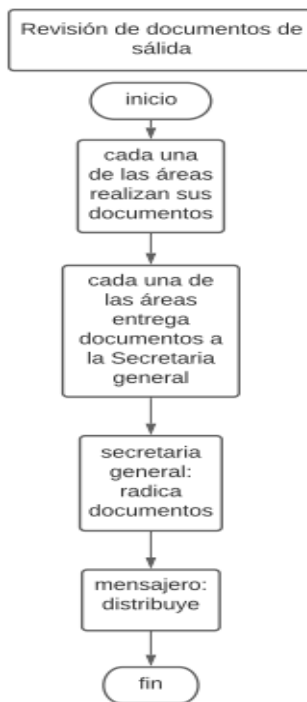 Revisión de documentos de
sálida
inicio
cada una
de las áreas
realizan sus
documentos
cada una de
las áreas
entrega
documentos a
la Secretaria
general
secretaria
general:
radica
documentos
mensajero:
distribuye
fin